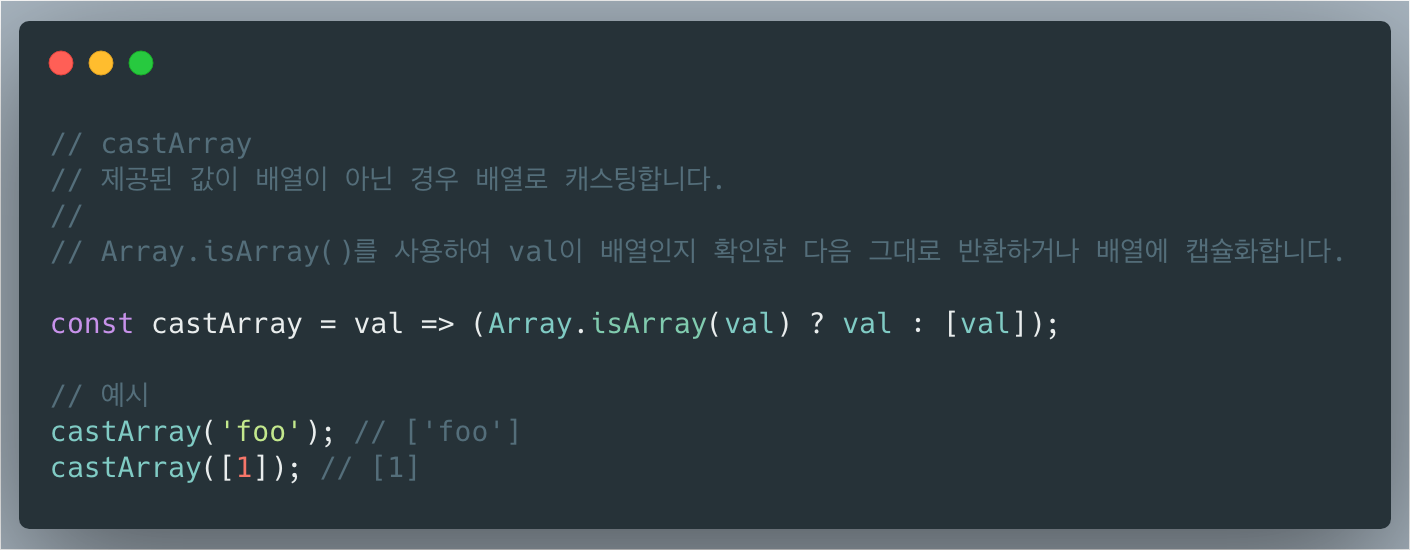 // castArray
// 제공된 값이 배열이 아닌 경우 배열로 캐스팅합니다.
//
// Array.isArray()를 사용하여 val이 배열인지 확인한 다음 그대로 반환하거나 배열에 캡슐화합니다.
const castArray = val => (Array.isArray(val) ? val : [val]);
// 예시
castArray('foo'); // ['foo']
castArray([1]); // [1]